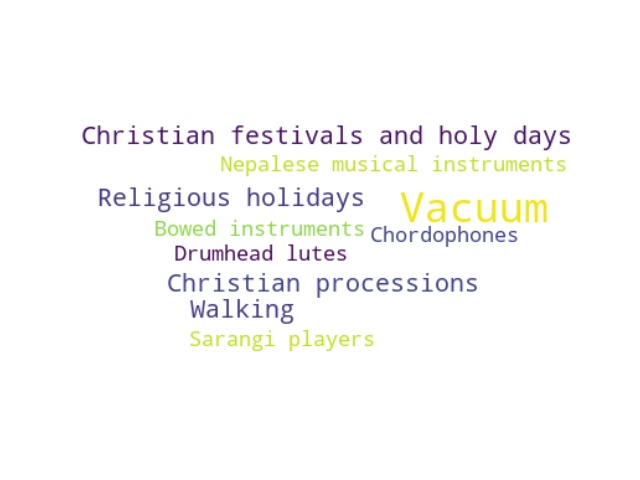 Christian festivals and holy days
Nepalese musical instruments
Religious holidays
Vacuum
Bowed instruments
Chordophones
Drumhead lutes
Christian processions
Walking
Sarangi players